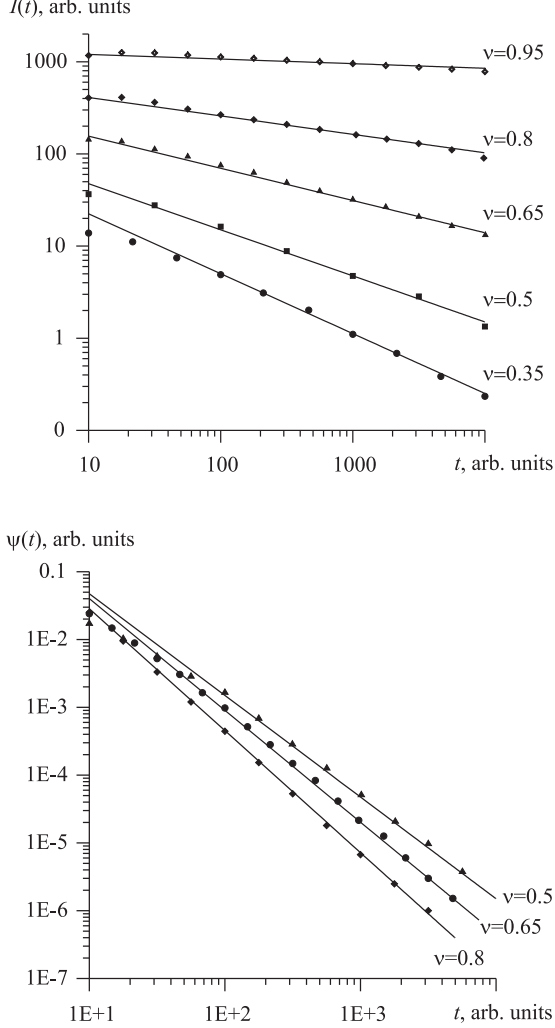 I(t), arb. units
1000
100
10
1
0
ν=0.95
ν=0.8
ν=0.65
ν=0.5
ν=0.35
10 100 1000 t, arb. units
ψ(t), arb. units
0.1
1E-2
1E-3
1E-4
1E-5
1E-6
1E-7
ν=0.5
ν=0.65
ν=0.8
1E+1 1E+2 1E+3 t, arb. units